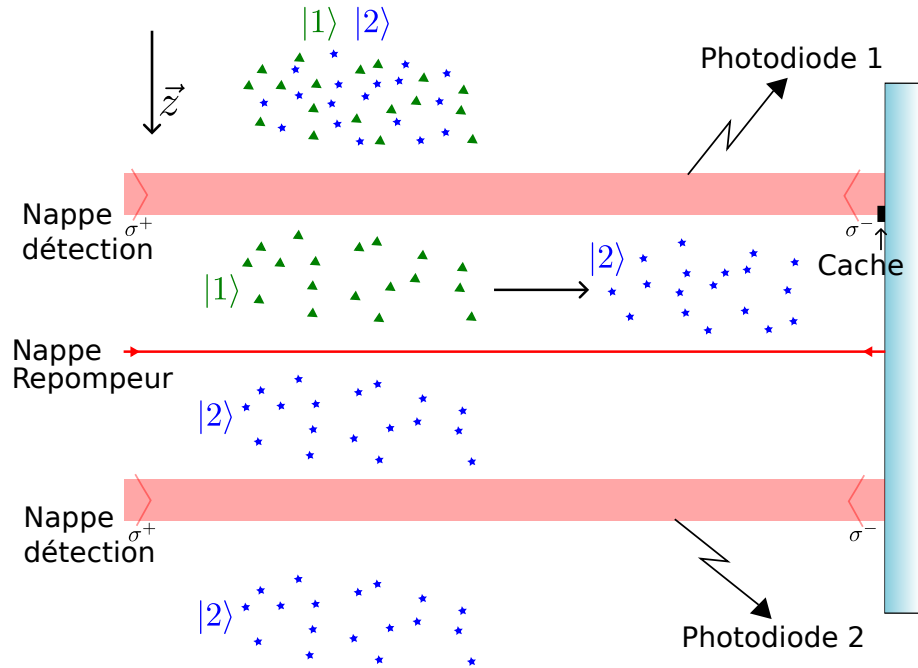 |1⟩ |2⟩
z⃗
Photodiode 1
Nappe
détection
σ⁺
σ⁻
Cache
|1⟩
|2⟩
Nappe
Repompeur
|2⟩
Nappe
détection
σ⁺
σ⁻
|2⟩
Photodiode 2